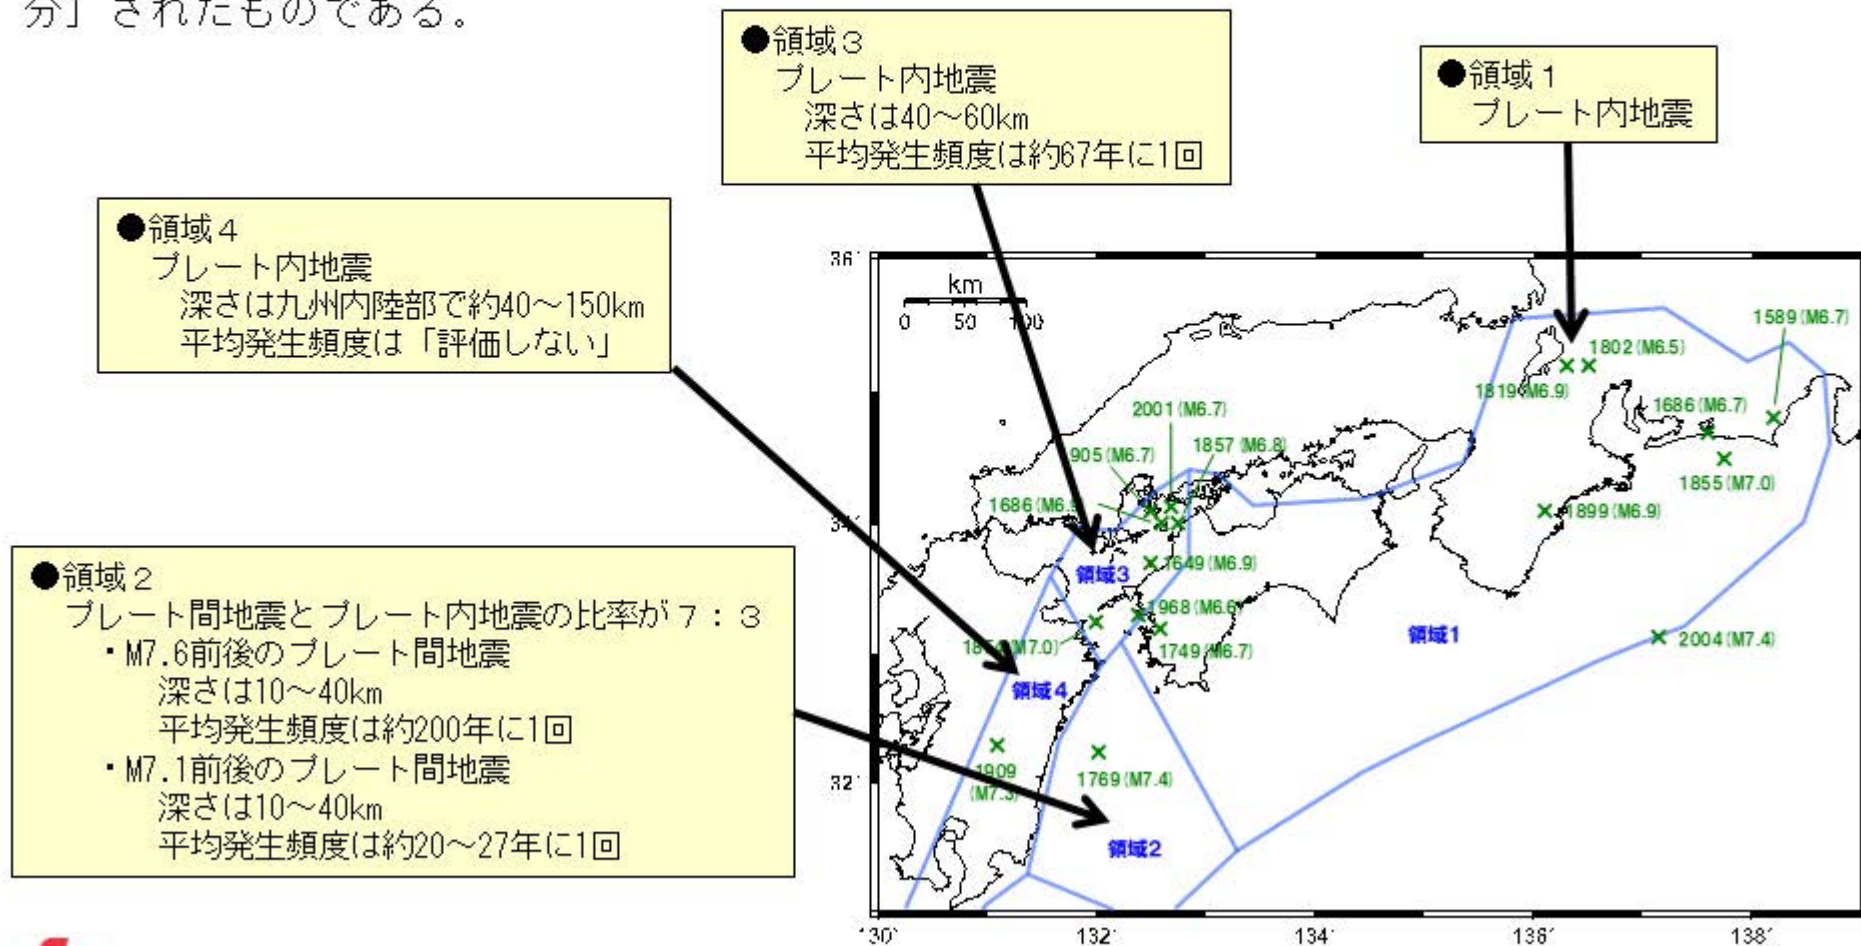 分］されたものである。
●領域３
プレート内地震
深さは40～60km
平均発生頻度は約67年に1回
●領域１
プレート内地震
●領域４
プレート内地震
深さは九州内陸部で約40～150km
平均発生頻度は「評価しない」
●領域２
プレート間地震とプレート内地震の比率が７：３
・M7.6前後のプレート間地震
深さは10～40km
平均発生頻度は約200年に1回
・M7.1前後のプレート間地震
深さは10～40km
平均発生頻度は約20～27年に1回
36°
km
0 50 100
1589(M6.7)
1802(M6.5)
1819(M6.9)
1686(M6.7)
2001(M6.7)
1857(M6.8)
905(M6.7)
1855(M7.0)
1686(M6.
1899(M6.9)
34°
領域3
1649(M6.9)
1968(M6.6)
領域1
2004(M7.4)
(M7.0)
1749(M6.7)
領域4
1909
(M7.3)
1769(M7.4)
32°
領域2
130° 132° 134° 136° 138°